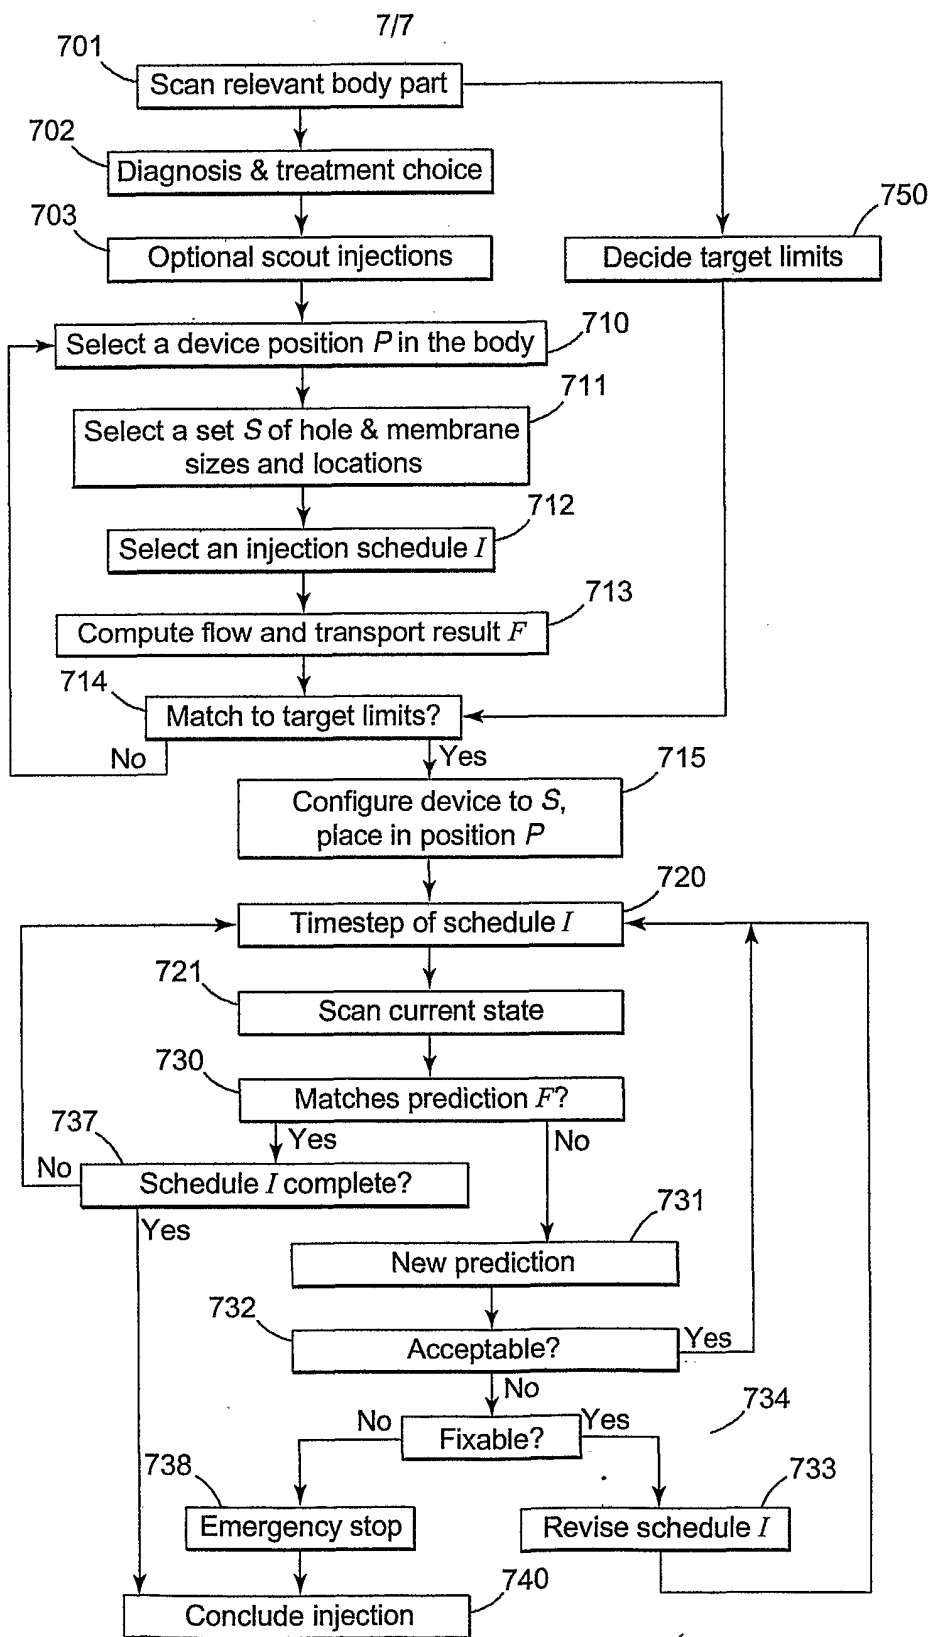 7/7
701
Scan relevant body part
702
Diagnosis & treatment choice
703
Optional scout injections
750
Decide target limits
Select a device position P in the body
710
711
Select a set S of hole & membrane
sizes and locations
712
Select an injection schedule I
713
Compute flow and transport result F
714
Match to target limits?
No
Yes
715
Configure device to S,
place in position P
720
Timestep of schedule I
721
Scan current state
730
Matches prediction F?
737
Yes
No
No
Schedule I complete?
Yes
731
New prediction
732
Acceptable?
Yes
No
734
No
Yes
Fixable?
738
733
Emergency stop
Revise schedule I
740
Conclude injection